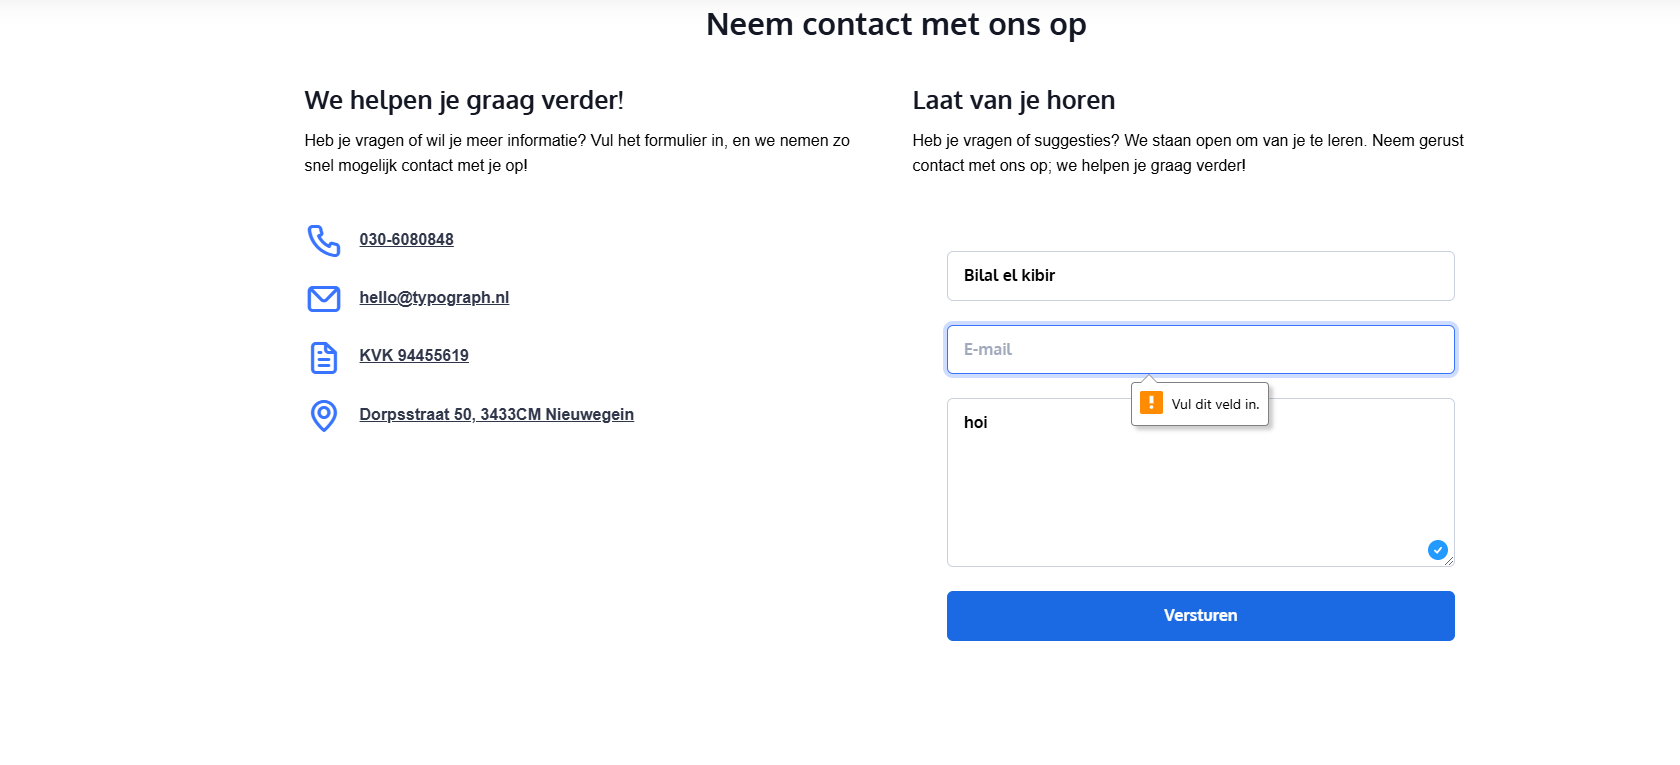 Neem contact met ons op
We helpen je graag verder!
Heb je vragen of wil je meer informatie? Vul het formulier in, en we nemen zo
snel mogelijk contact met je op!
030-6080848
hello@typograph.nl
KVK 94455619
Dorpsstraat 50, 3433CM Nieuwegein
Laat van je horen
Heb je vragen of suggesties? We staan open om van je te leren. Neem gerust
contact met ons op; we helpen je graag verder!
Bilal el kibir
E-mail
Vul dit veld in.
hoi
Versturen